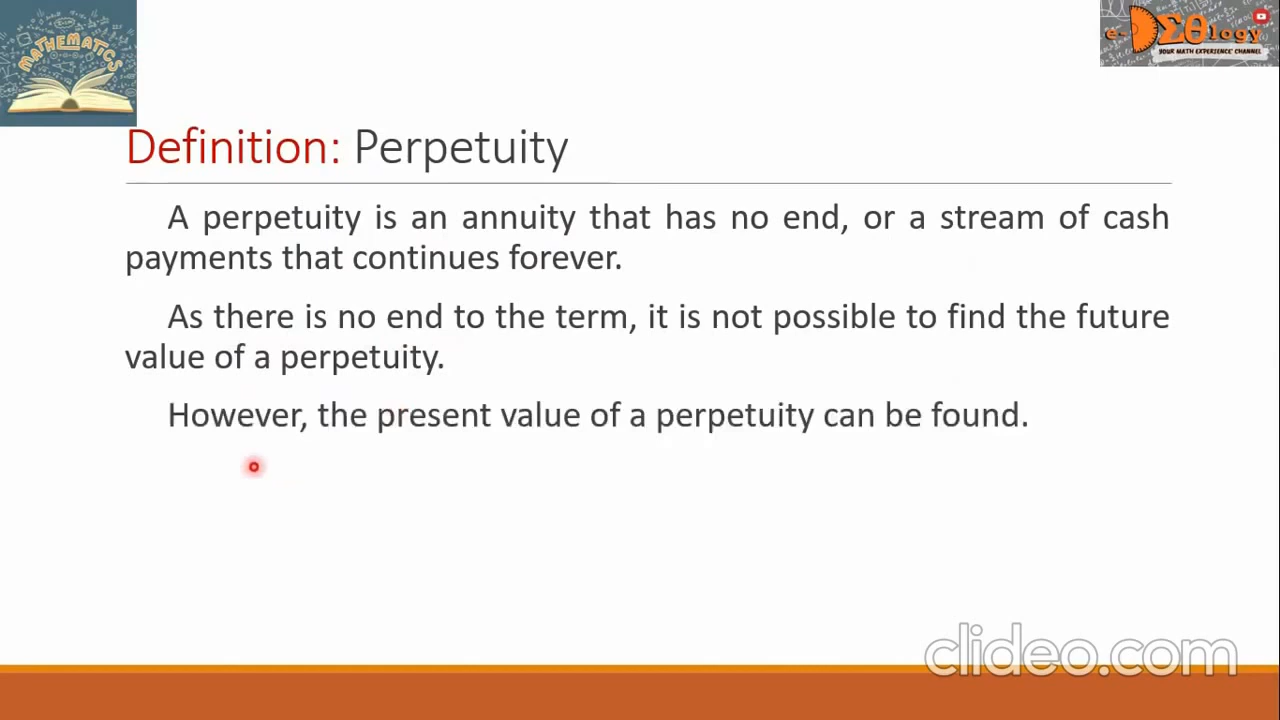 MATHEMATICS
e-DΣθlogy
YOUR MATH EXPERIENCE CHANNEL
Definition: Perpetuity
A perpetuity is an annuity that has no end, or a stream of cash
payments that continues forever.
As there is no end to the term, it is not possible to find the future
value of a perpetuity.
However, the present value of a perpetuity can be found.
clideo.com